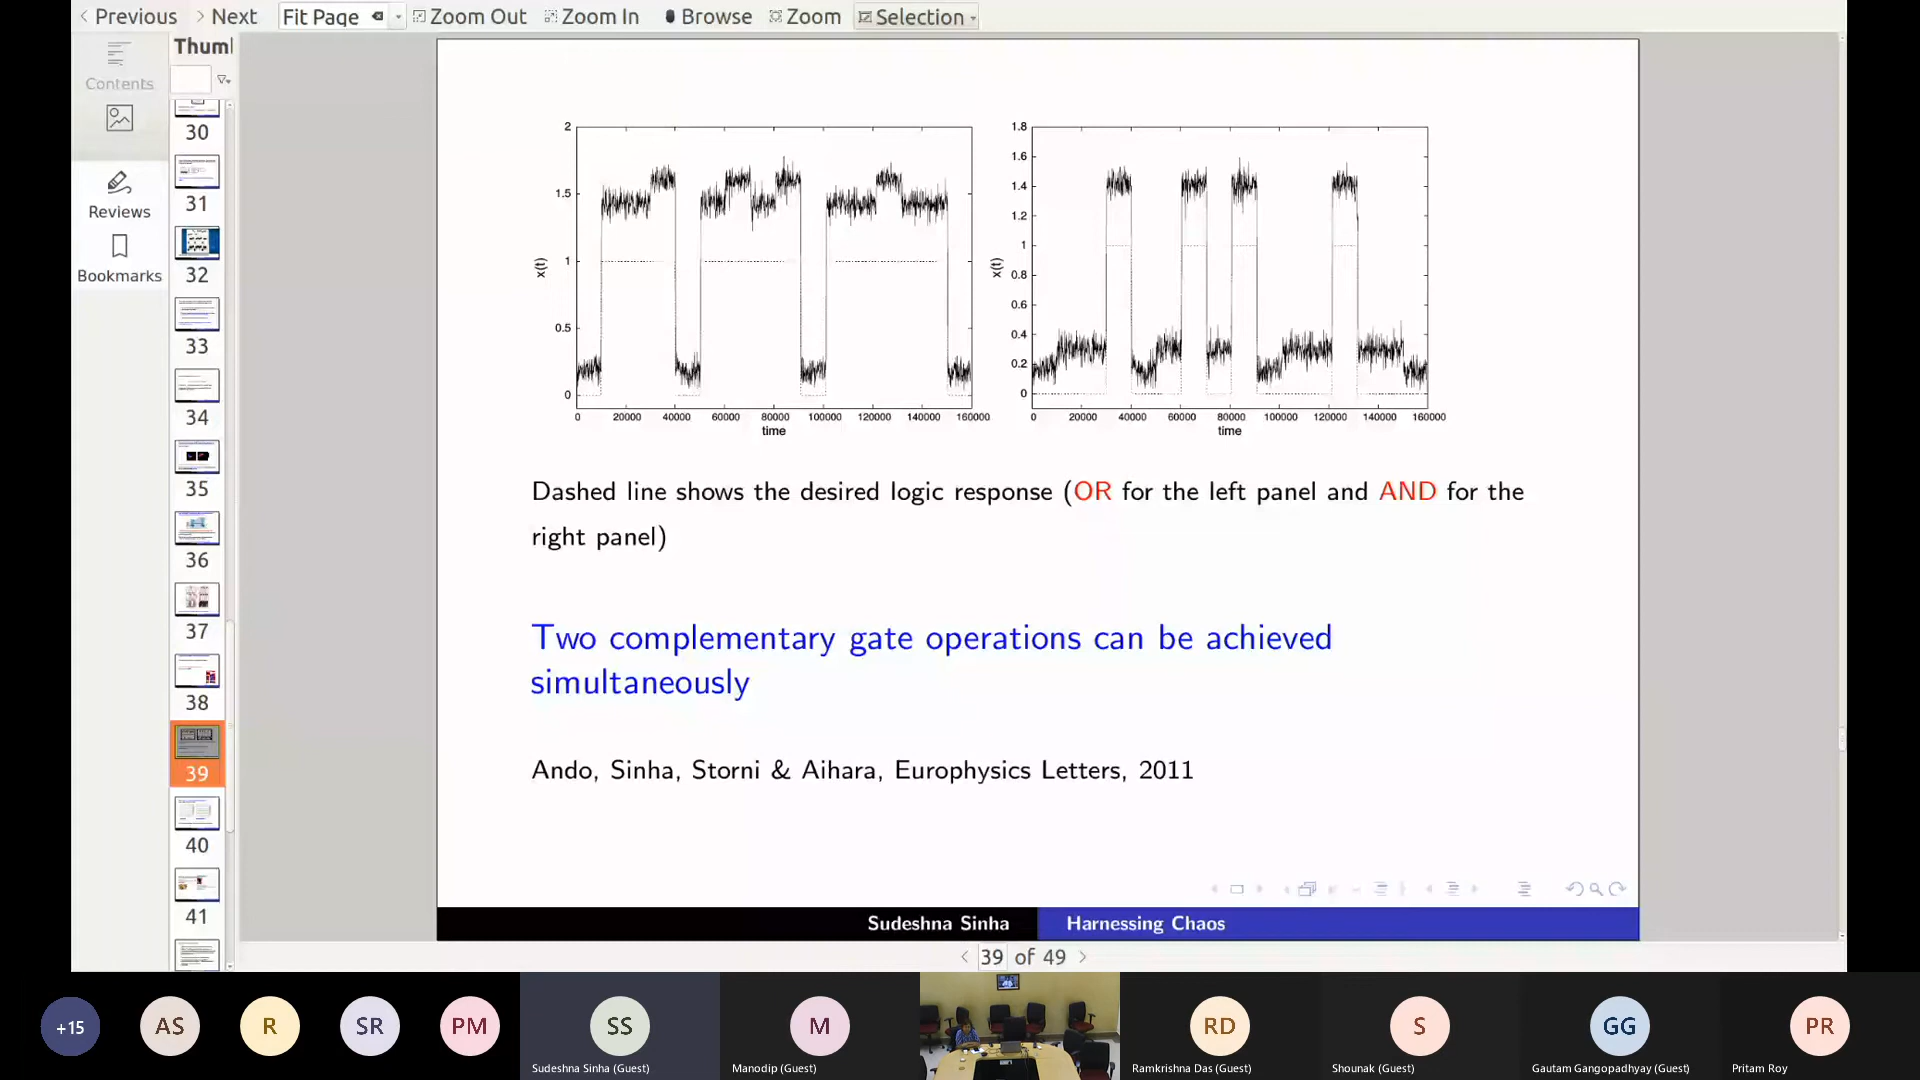 Previous Next Fit Page Zoom Out Zoom In Browse Zoom Selection
Contents
Reviews
Bookmarks
Thuml
30
31
32
33
34
35
36
37
38
39
40
41
2
1.5
1
0.5
0
x(t)
0 20000 40000 60000 80000 100000 120000 140000 160000
time
1.8
1.6
1.4
1.2
1
0.8
0.6
0.4
0.2
0
x(t)
0 20000 40000 60000 80000 100000 120000 140000 160000
time
Dashed line shows the desired logic response (OR for the left panel and AND for the
right panel)
Two complementary gate operations can be achieved
simultaneously
Ando, Sinha, Storni & Aihara, Europhysics Letters, 2011
Sudeshna Sinha Harnessing Chaos
39 of 49
+15 AS R SR PM SS M RD S GG PR
Sudeshna Sinha (Guest) Manodip (Guest) Ramkrishna Das (Guest) Shounak (Guest) Gautam Gangopadhyay (Guest) Pritam Roy